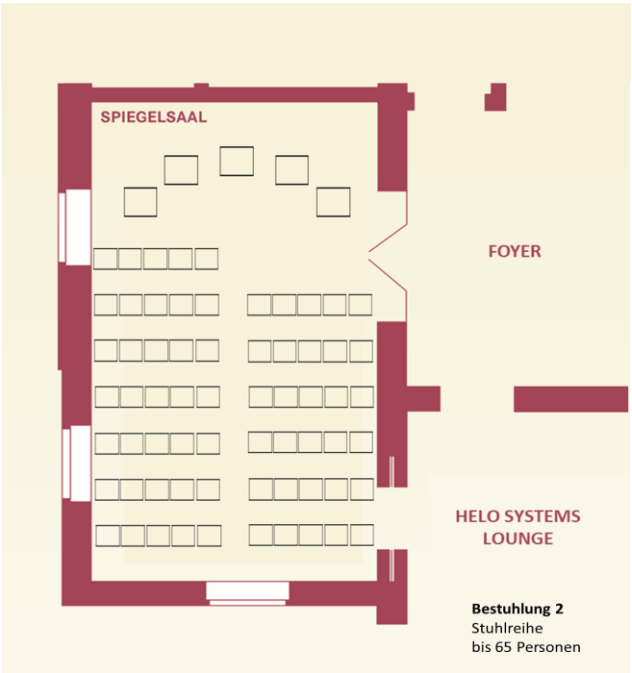 SPIEGELSAAL
FOYER
HELO SYSTEMS
LOUNGE
Bestuhlung 2
Stuhlreihe
bis 65 Personen